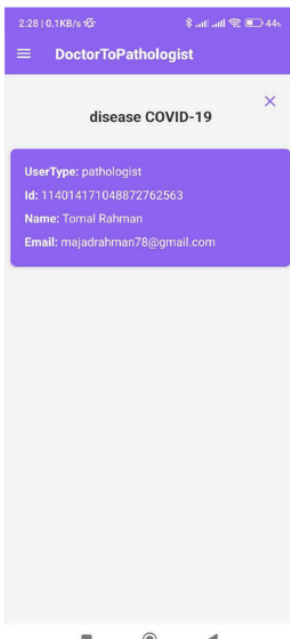 2:28 | 0.1KB/s
44%
DoctorToPathologist
disease COVID-19
UserType: pathologist
Id: 114014171048872762563
Name: Tomal Rahman
Email: majadrahman78@gmail.com